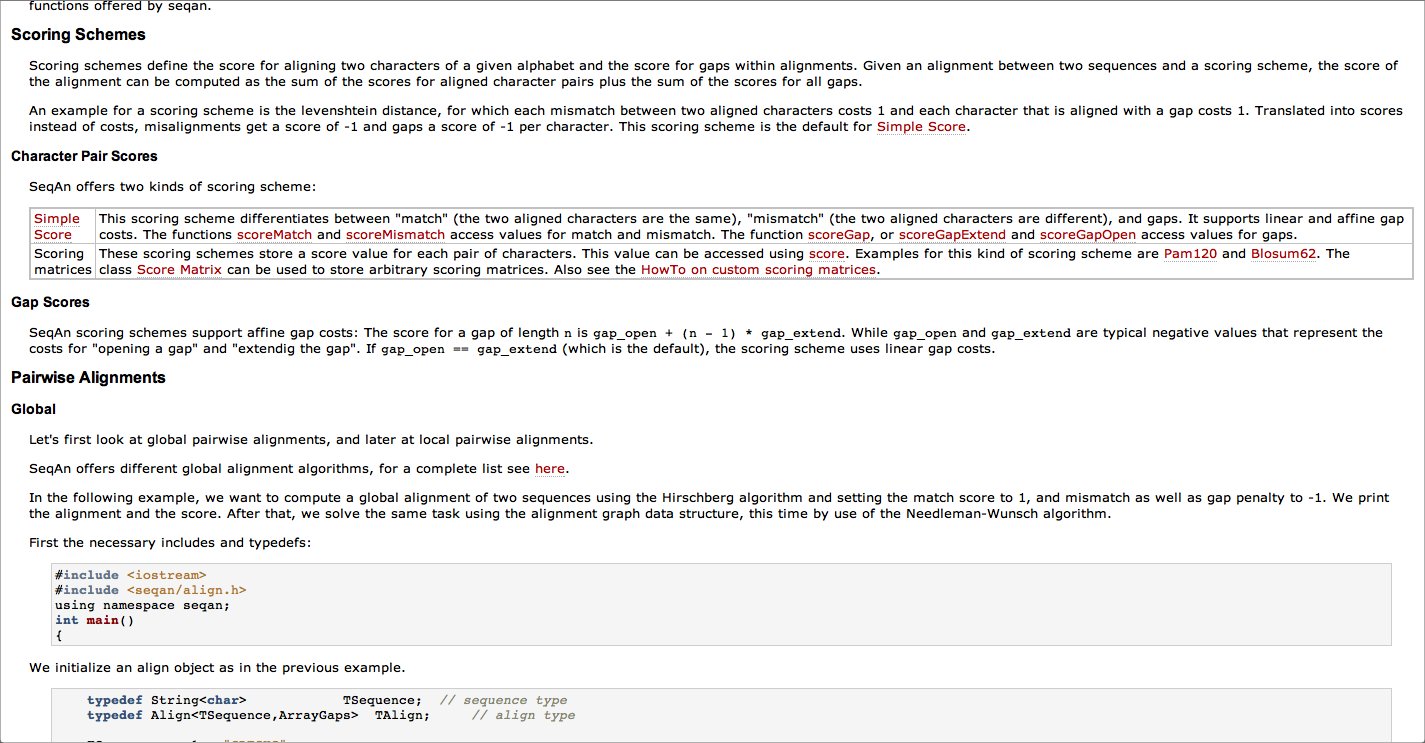 functions offered by seqan.
Scoring Schemes
Scoring schemes define the score for aligning two characters of a given alphabet and the score for gaps within alignments. Given an alignment between two sequences and a scoring scheme, the score of
the alignment can be computed as the sum of the scores for aligned character pairs plus the sum of the scores for all gaps.
An example for a scoring scheme is the levenshtein distance, for which each mismatch between two aligned characters costs 1 and each character that is aligned with a gap costs 1. Translated into scores
instead of costs, misalignments get a score of -1 and gaps a score of -1 per character. This scoring scheme is the default for Simple Score.
Character Pair Scores
SeqAn offers two kinds of scoring scheme:
Simple Score
This scoring scheme differentiates between "match" (the two aligned characters are the same), "mismatch" (the two aligned characters are different), and gaps. It supports linear and affine gap
costs. The functions scoreMatch and scoreMismatch access values for match and mismatch. The function scoreGap, or scoreGapExtend and scoreGapOpen access values for gaps.
Scoring matrices
These scoring schemes store a score value for each pair of characters. This value can be accessed using score. Examples for this kind of scoring scheme are Pam120 and Blosum62. The
class Score Matrix can be used to store arbitrary scoring matrices. Also see the HowTo on custom scoring matrices.
Gap Scores
SeqAn scoring schemes support affine gap costs: The score for a gap of length n is gap_open + (n - 1) * gap_extend. While gap_open and gap_extend are typical negative values that represent the
costs for "opening a gap" and "extendig the gap". If gap_open == gap_extend (which is the default), the scoring scheme uses linear gap costs.
Pairwise Alignments
Global
Let's first look at global pairwise alignments, and later at local pairwise alignments.
SeqAn offers different global alignment algorithms, for a complete list see here.
In the following example, we want to compute a global alignment of two sequences using the Hirschberg algorithm and setting the match score to 1, and mismatch as well as gap penalty to -1. We print
the alignment and the score. After that, we solve the same task using the alignment graph data structure, this time by use of the Needleman-Wunsch algorithm.
First the necessary includes and typedefs:
#include <iostream>
#include <seqan/align.h>
using namespace seqan;
int main()
{
We initialize an align object as in the previous example.
typedef String<char> TSequence; // sequence type
typedef Align<TSequence,ArrayGaps> TAlign; // align type